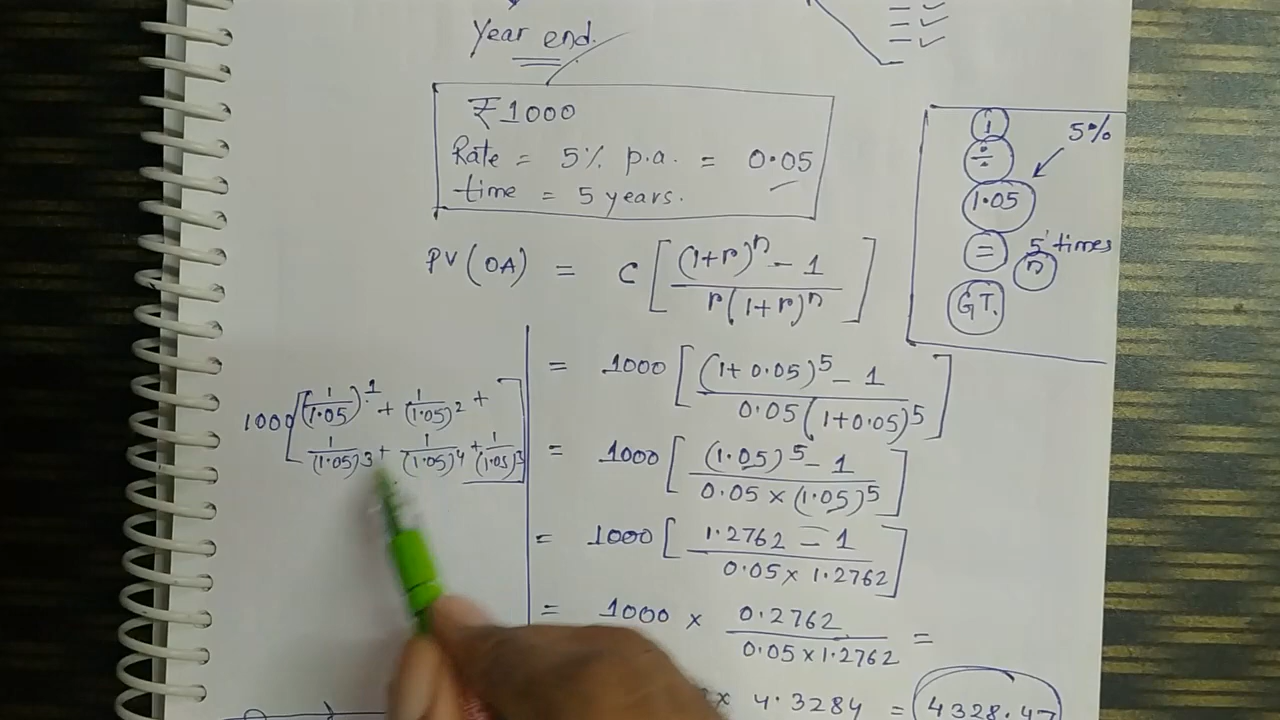 Year end.
₹1000
Rate = 5% p.a. = 0.05
time = 5 years.
1
÷
5%
1.05
= 5 times
n
GT.
PV(OA) = C [ (1+r)^n - 1 / r(1+r)^n ]
= 1000 [ (1+0.05)^5 - 1 / 0.05(1+0.05)^5 ]
1000 [ (1/(1.05))^1 + 1/(1.05)^2 +
1/(1.05)^3 + 1/(1.05)^4 + 1/(1.05) ]
= 1000 [ (1.05)^5 - 1 / 0.05 × (1.05)^5 ]
= 1000 [ 1.2762 - 1 / 0.05 × 1.2762 ]
= 1000 × 0.2762 / 0.05×1.2762 =
× 4.3284 = 4328.47